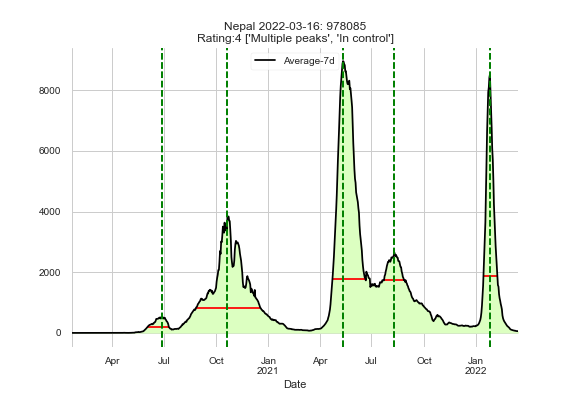 Nepal 2022-03-16: 978085
Rating:4 ['Multiple peaks', 'In control']
Average-7d
8000
6000
4000
2000
0
Apr Jul Oct Jan Apr Jul Oct Jan
2021 2022
Date